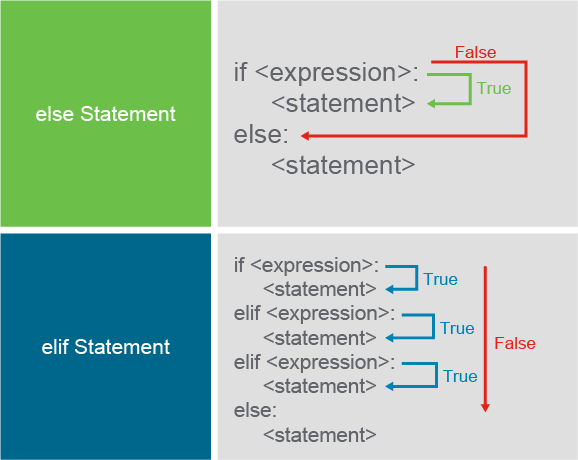 else Statement
False
if <expression>:
True
<statement>
else:
<statement>
elif Statement
if <expression>:
True
<statement>
elif <expression>:
True
<statement>
False
elif <expression>:
True
<statement>
else:
<statement>